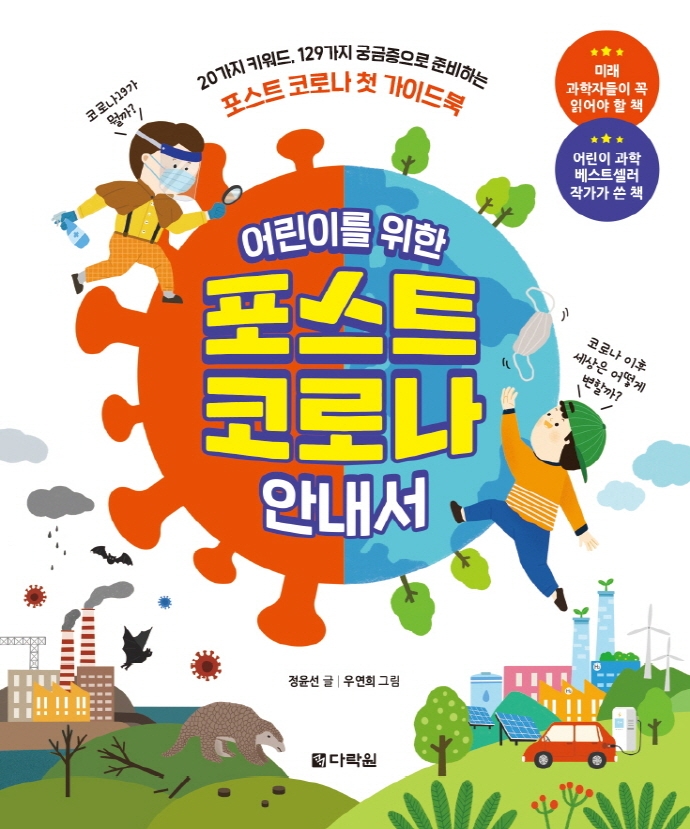 20가지 키워드, 129가지 궁금증으로 준비하는
포스트 코로나 첫 가이드북
미래
과학자들이 꼭
읽어야 할 책
어린이 과학
베스트셀러
작가가 쓴 책
코로나19가
뭘까?
어린이를 위한
포스트
코로나
안내서
코로나 이후
세상은 어떻게
변할까?
정윤선 글 | 우연희 그림
다락원